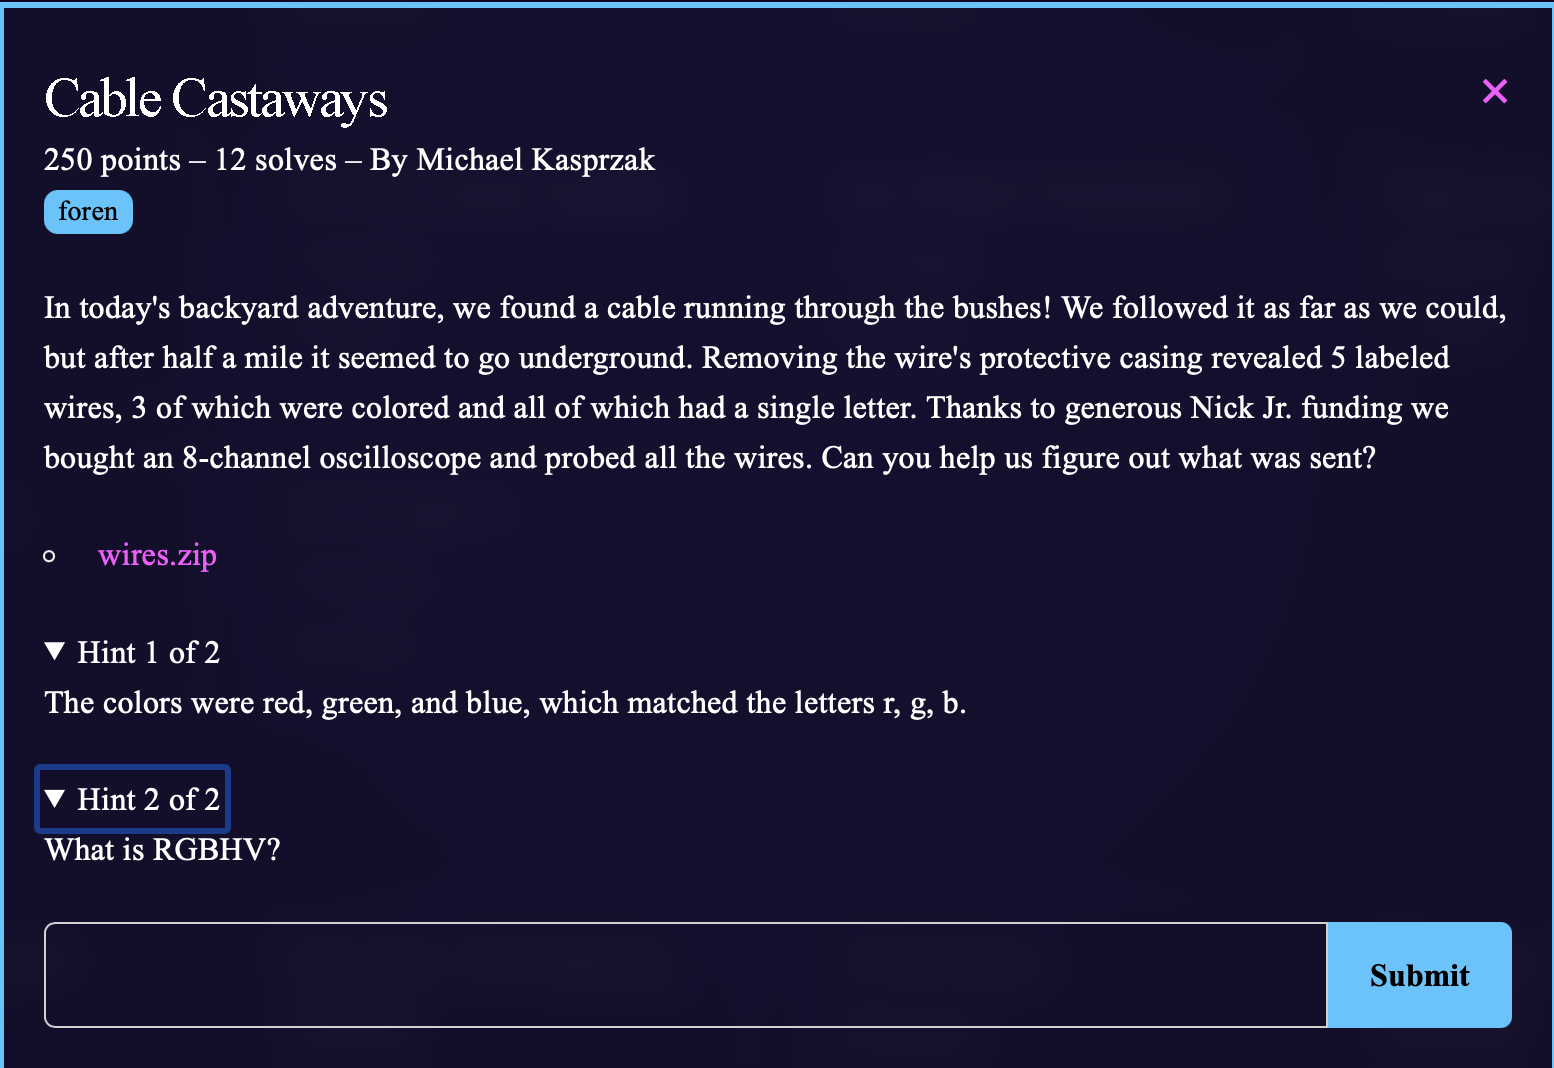 Cable Castaways
250 points – 12 solves – By Michael Kasprzak
foren
In today's backyard adventure, we found a cable running through the bushes! We followed it as far as we could,
but after half a mile it seemed to go underground. Removing the wire's protective casing revealed 5 labeled
wires, 3 of which were colored and all of which had a single letter. Thanks to generous Nick Jr. funding we
bought an 8-channel oscilloscope and probed all the wires. Can you help us figure out what was sent?
wires.zip
Hint 1 of 2
The colors were red, green, and blue, which matched the letters r, g, b.
Hint 2 of 2
What is RGBHV?
Submit